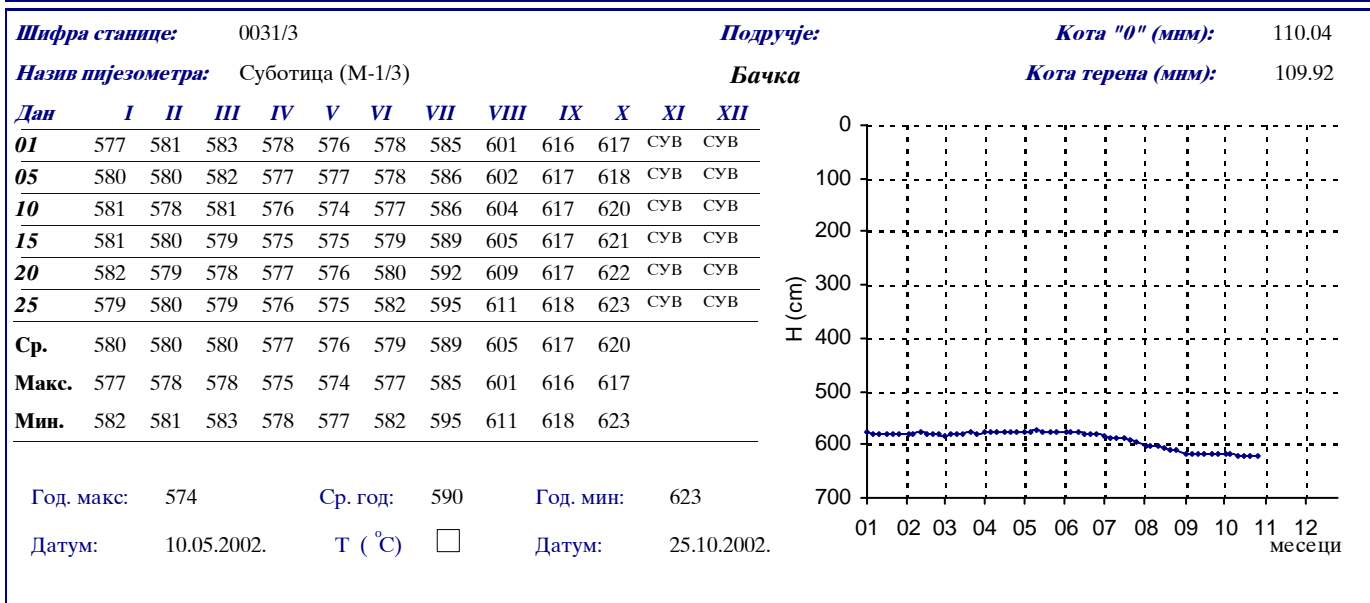 Шифра станице: 0031/3 Подручје: Кота "0" (мнм): 110.04
Назив пијезометра: Суботица (М-1/3) Бачка Кота терена (мнм): 109.92
Дан I II III IV V VI VII VIII IX X XI XII
01 577 581 583 578 576 578 585 601 616 617 СУВ СУВ
05 580 580 582 577 577 578 586 602 617 618 СУВ СУВ
10 581 578 581 576 574 577 586 604 617 620 СУВ СУВ
15 581 580 579 575 575 579 589 605 617 621 СУВ СУВ
20 582 579 578 577 576 580 592 609 617 622 СУВ СУВ
25 579 580 579 576 575 582 595 611 618 623 СУВ СУВ
Ср. 580 580 580 577 576 579 589 605 617 620
Макс. 577 578 578 575 574 577 585 601 616 617
Мин. 582 581 583 578 577 582 595 611 618 623
Год. макс: 574 Ср. год: 590 Год. мин: 623
Датум: 10.05.2002. Т ( °C) Датум: 25.10.2002.
H (cm)
0
100
200
300
400
500
600
700
01 02 03 04 05 06 07 08 09 10 11 12
месеци